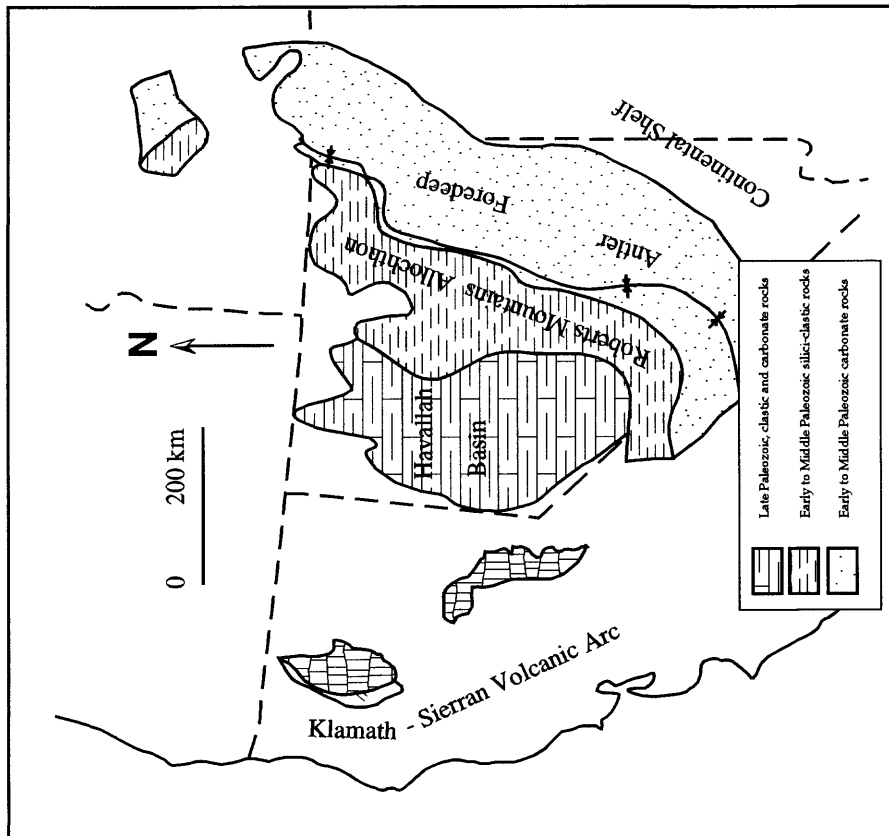 N
200 km
0
Continental Shelf
Foredeep
Antler
Roberts Mountains Allochthon
Havallah
Basin
Klamath - Sierran Volcanic Arc
Late Paleozoic, clastic and carbonate rocks
Early to Middle Paleozoic silici-clastic rocks
Early to Middle Paleozoic carbonate rocks